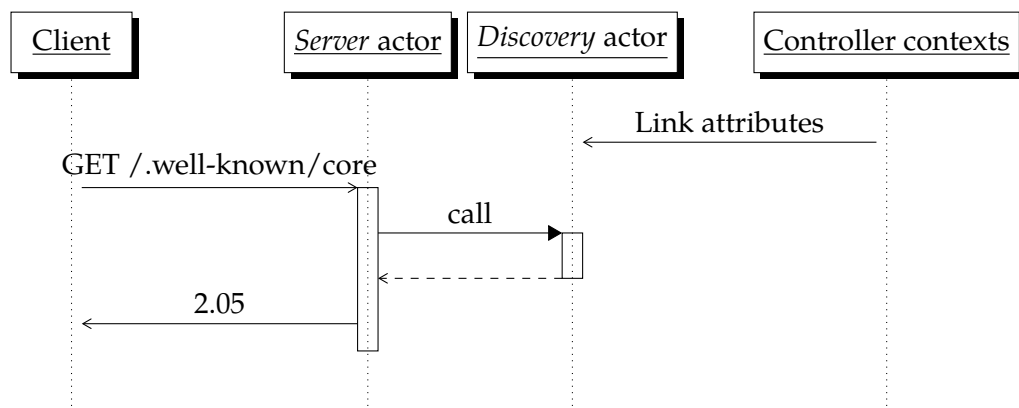 Client
Server actor
Discovery actor
Controller contexts
Link attributes
GET /.well-known/core
call
2.05